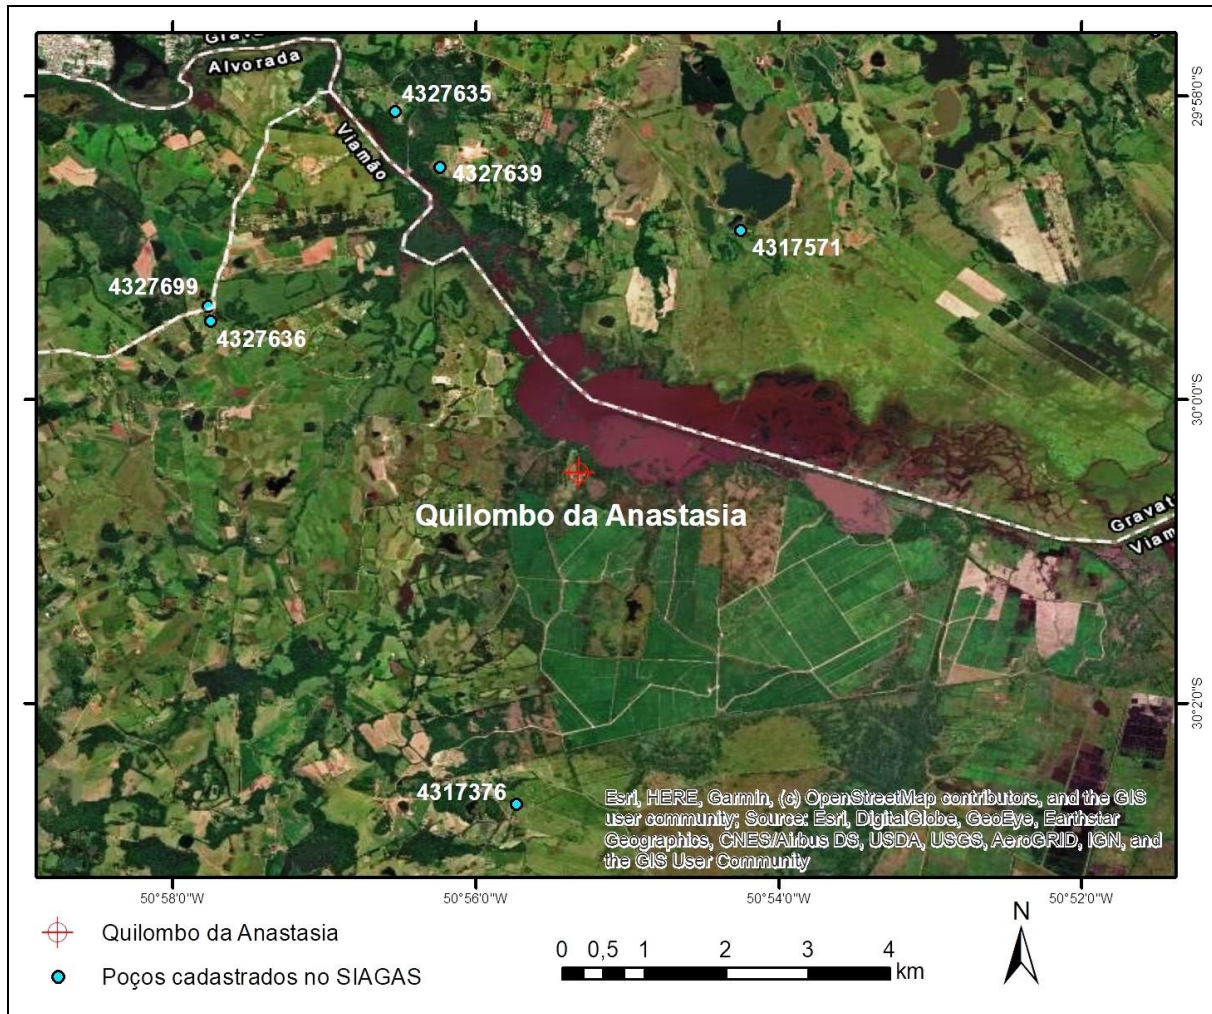 Grava
Alvorada
4327635
29°58'0"S
Viamão
4327639
4317571
4327699
4327636
30°0'0"S
Quilombo da Anastasia
Gravat
Viam
30°2'0"S
4317376
Esri, HERE, Garmin, (c) OpenStreetMap contributors, and the GIS
user community; Source: Esri, DigitalGlobe, GeoEye, Earthstar
Geographics, CNES/Airbus DS, USDA, USGS, AeroGRID, IGN, and
the GIS User Community
50°58'0"W 50°56'0"W 50°54'0"W 50°52'0"W
Quilombo da Anastasia
Poços cadastrados no SIAGAS
0 0,5 1 2 3 4
km
N